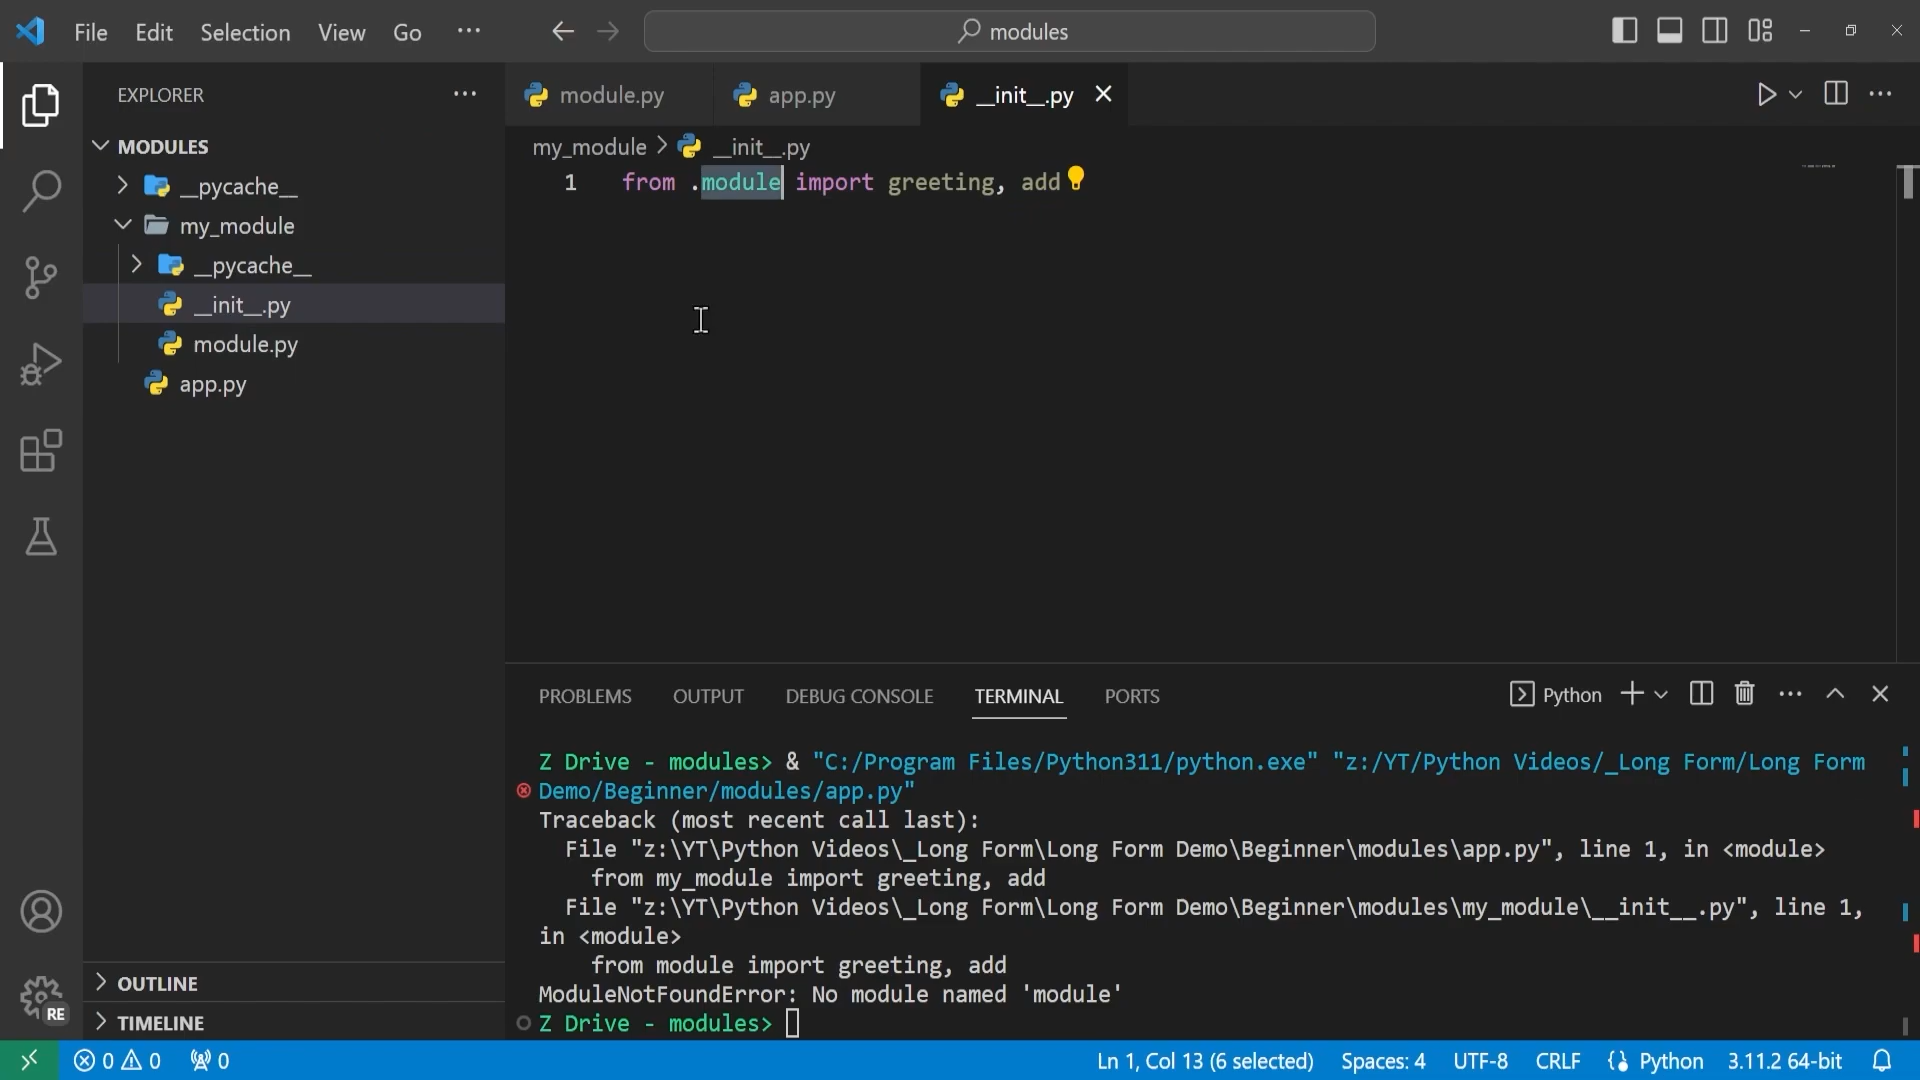 File Edit Selection View Go ··· modules
EXPLORER ···
MODULES
__pycache__
my_module
__pycache__
__init__.py
module.py
app.py
OUTLINE
TIMELINE
RE
module.py app.py __init__.py
my_module > __init__.py
1 from .module import greeting, add
PROBLEMS OUTPUT DEBUG CONSOLE TERMINAL PORTS Python
Z Drive - modules> & "C:/Program Files/Python311/python.exe" "z:/YT/Python Videos/_Long Form/Long Form
Demo/Beginner/modules/app.py"
Traceback (most recent call last):
File "z:\YT\Python Videos\_Long Form\Long Form Demo\Beginner\modules\app.py", line 1, in <module>
from my_module import greeting, add
File "z:\YT\Python Videos\_Long Form\Long Form Demo\Beginner\modules\my_module\__init__.py", line 1,
in <module>
from module import greeting, add
ModuleNotFoundError: No module named 'module'
Z Drive - modules>
0 0 0 Ln 1, Col 13 (6 selected) Spaces: 4 UTF-8 CRLF Python 3.11.2 64-bit